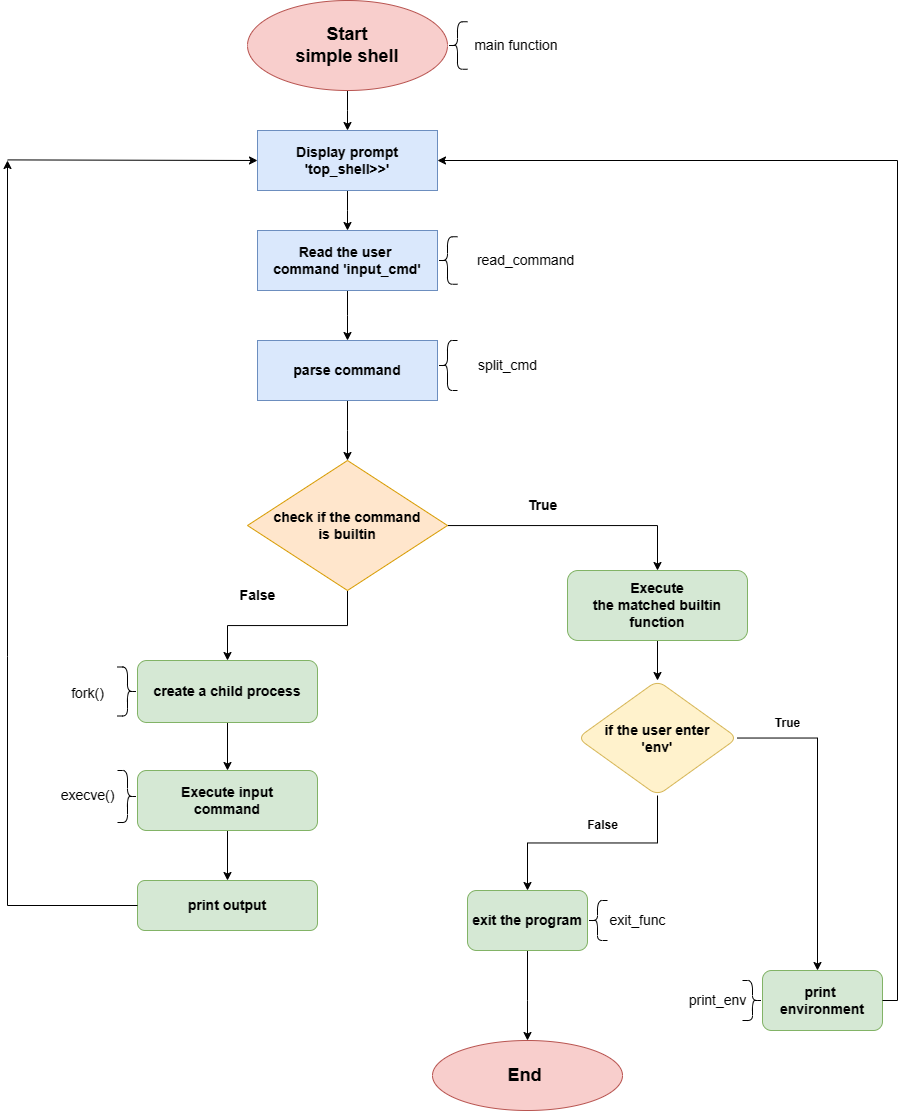 Start
simple shell
main function
Display prompt
'top_shell>>'
Read the user
command 'input_cmd'
read_command
parse command
split_cmd
check if the command
is builtin
True
False
Execute
the matched builtin
function
fork()
create a child process
if the user enter
'env'
True
execve()
Execute input
command
False
print output
exit the program
exit_func
print_env
print
environment
End